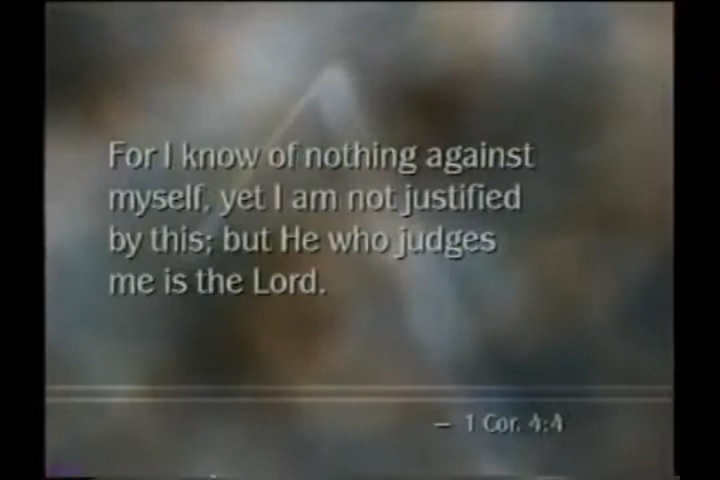 For I know of nothing against
myself, yet I am not justified
by this; but He who judges
me is the Lord.
– 1 Cor. 4:4